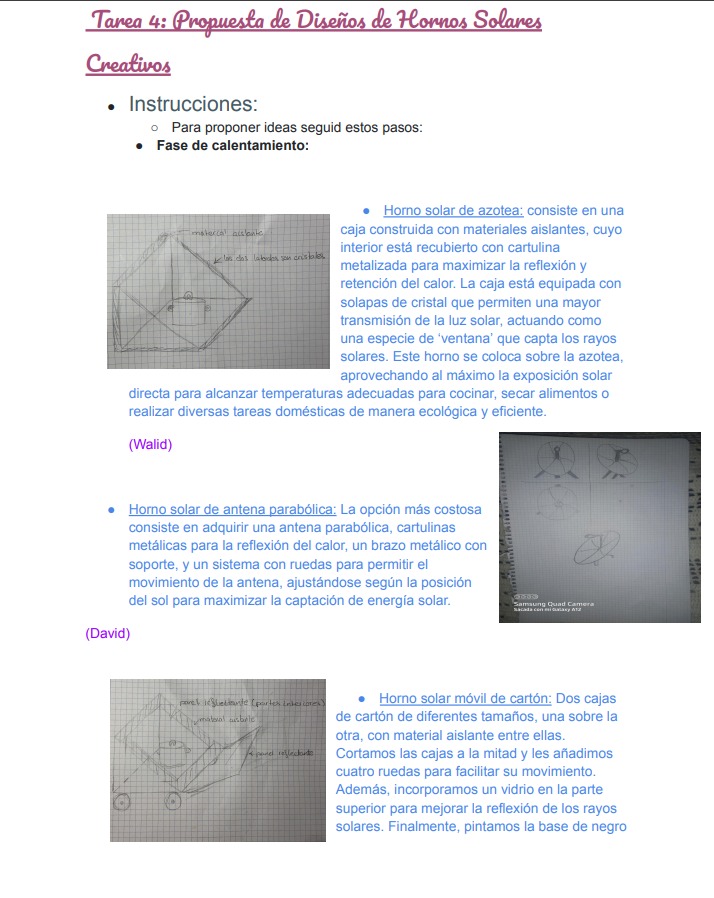 Tarea 4: Propuesta de Diseños de Hornos Solares
Creativos
● Instrucciones:
○ Para proponer ideas seguid estos pasos:
● Fase de calentamiento:
material aislante
los dos laterales son cristales
● Horno solar de azotea: consiste en una
caja construida con materiales aislantes, cuyo
interior está recubierto con cartulina
metalizada para maximizar la reflexión y
retención del calor. La caja está equipada con
solapas de cristal que permiten una mayor
transmisión de la luz solar, actuando como
una especie de ‘ventana’ que capta los rayos
solares. Este horno se coloca sobre la azotea,
aprovechando al máximo la exposición solar
directa para alcanzar temperaturas adecuadas para cocinar, secar alimentos o
realizar diversas tareas domésticas de manera ecológica y eficiente.
(Walid)
● Horno solar de antena parabólica: La opción más costosa
consiste en adquirir una antena parabólica, cartulinas
metálicas para la reflexión del calor, un brazo metálico con
soporte, y un sistema con ruedas para permitir el
movimiento de la antena, ajustándose según la posición
del sol para maximizar la captación de energía solar.
Samsung Quad Camera
Sacada con mi Galaxy A12
(David)
panel reflectante (partes interiores)
material aislante
panel reflectante
● Horno solar móvil de cartón: Dos cajas
de cartón de diferentes tamaños, una sobre la
otra, con material aislante entre ellas.
Cortamos las cajas a la mitad y les añadimos
cuatro ruedas para facilitar su movimiento.
Además, incorporamos un vidrio en la parte
superior para mejorar la reflexión de los rayos
solares. Finalmente, pintamos la base de negro